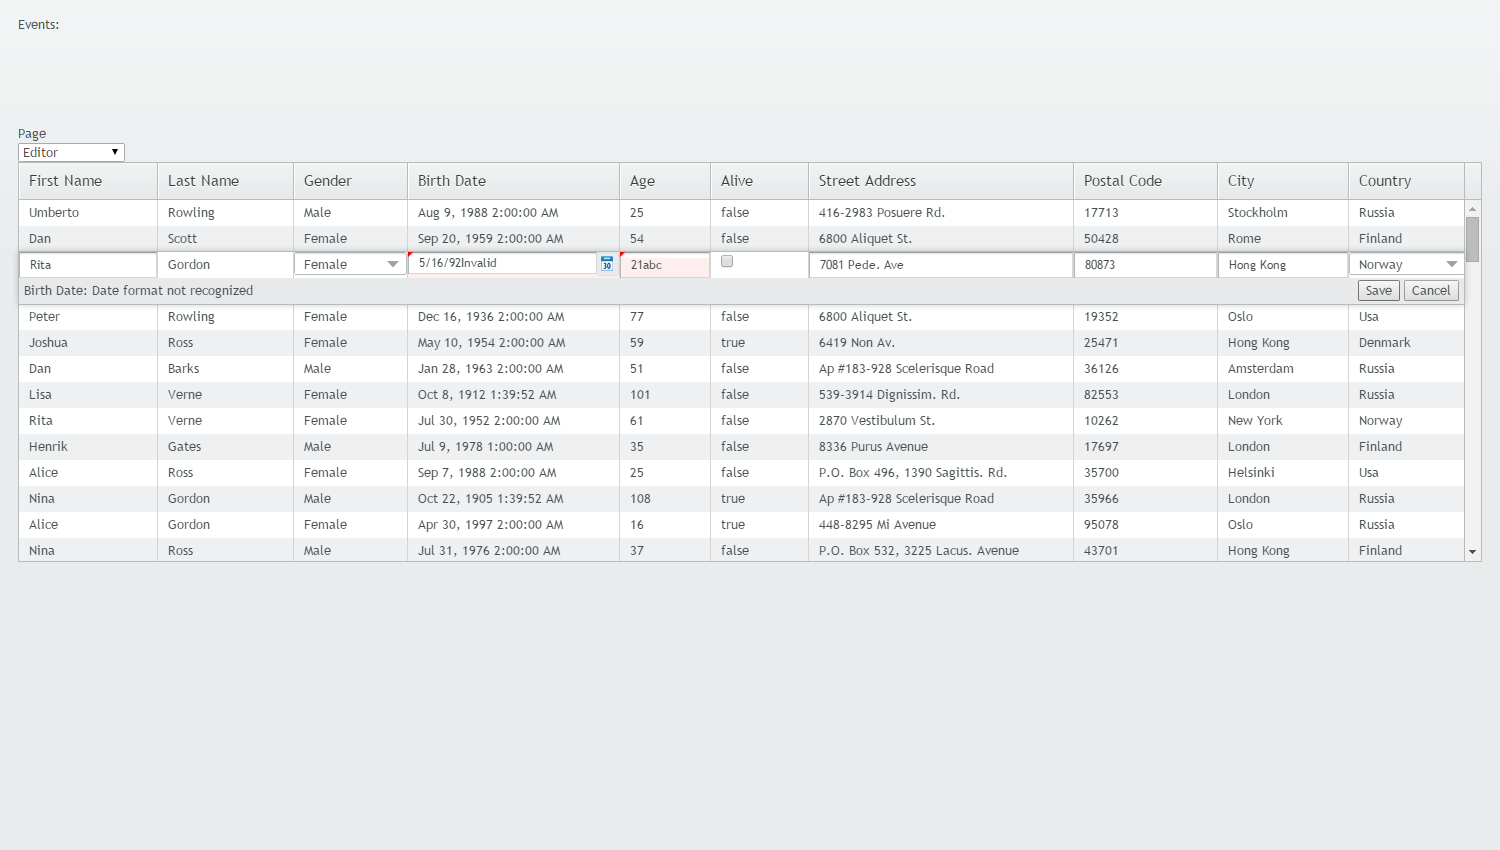 Events:
Page
Editor
First Name Last Name Gender Birth Date Age Alive Street Address Postal Code City Country
Umberto Rowling Male Aug 9, 1988 2:00:00 AM 25 false 416-2983 Posuere Rd. 17713 Stockholm Russia
Dan Scott Female Sep 20, 1959 2:00:00 AM 54 false 6800 Aliquet St. 50428 Rome Finland
Rita Gordon Female 5/16/92Invalid 30 21abc 7081 Pede. Ave 80873 Hong Kong Norway
Birth Date: Date format not recognized Save Cancel
Peter Rowling Female Dec 16, 1936 2:00:00 AM 77 false 6800 Aliquet St. 19352 Oslo Usa
Joshua Ross Female May 10, 1954 2:00:00 AM 59 true 6419 Non Av. 25471 Hong Kong Denmark
Dan Barks Male Jan 28, 1963 2:00:00 AM 51 false Ap #183-928 Scelerisque Road 36126 Amsterdam Russia
Lisa Verne Female Oct 8, 1912 1:39:52 AM 101 false 539-3914 Dignissim. Rd. 82553 London Russia
Rita Verne Female Jul 30, 1952 2:00:00 AM 61 false 2870 Vestibulum St. 10262 New York Norway
Henrik Gates Male Jul 9, 1978 1:00:00 AM 35 false 8336 Purus Avenue 17697 London Finland
Alice Ross Female Sep 7, 1988 2:00:00 AM 25 false P.O. Box 496, 1390 Sagittis. Rd. 35700 Helsinki Usa
Nina Gordon Male Oct 22, 1905 1:39:52 AM 108 true Ap #183-928 Scelerisque Road 35966 London Russia
Alice Gordon Female Apr 30, 1997 2:00:00 AM 16 true 448-8295 Mi Avenue 95078 Oslo Russia
Nina Ross Male Jul 31, 1976 2:00:00 AM 37 false P.O. Box 532, 3225 Lacus. Avenue 43701 Hong Kong Finland